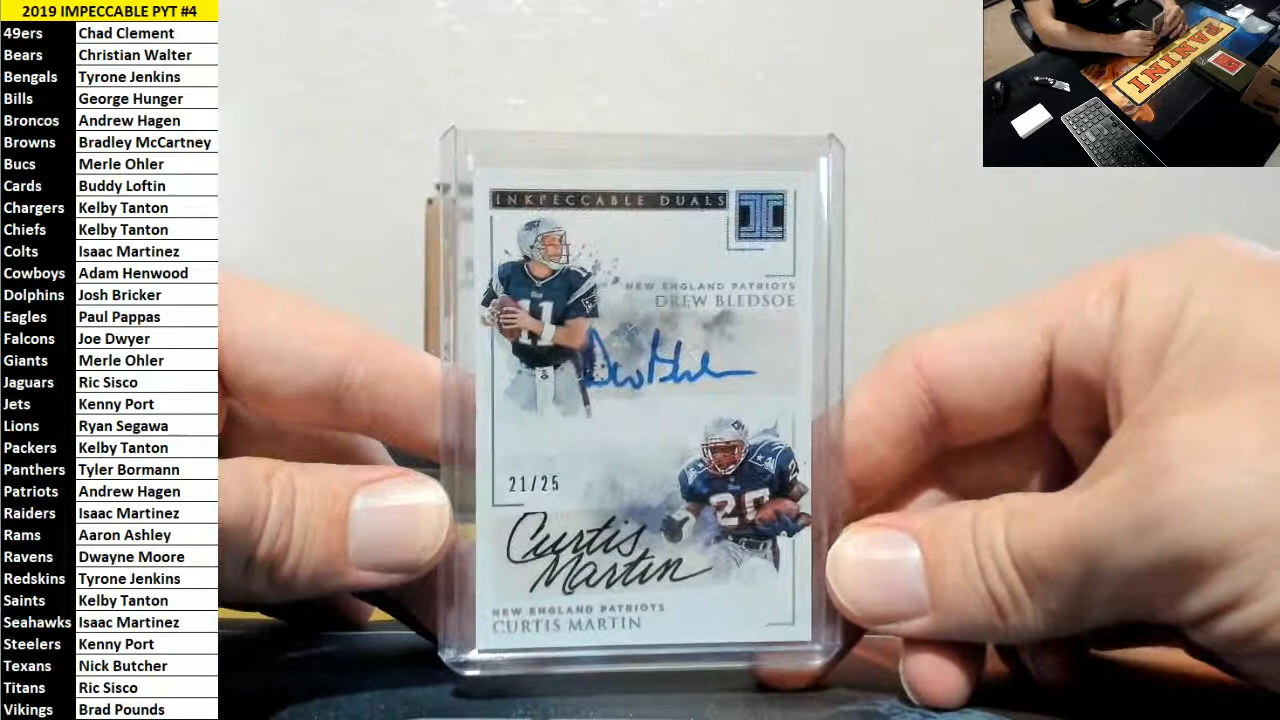 2019 IMPECCABLE PYT #4
49ers Chad Clement
Bears Christian Walter
Bengals Tyrone Jenkins
Bills George Hunger
Broncos Andrew Hagen
Browns Bradley McCartney
Bucs Merle Ohler
Cards Buddy Loftin
Chargers Kelby Tanton
Chiefs Kelby Tanton
Colts Isaac Martinez
Cowboys Adam Henwood
Dolphins Josh Bricker
Eagles Paul Pappas
Falcons Joe Dwyer
Giants Merle Ohler
Jaguars Ric Sisco
Jets Kenny Port
Lions Ryan Segawa
Packers Kelby Tanton
Panthers Tyler Bormann
Patriots Andrew Hagen
Raiders Isaac Martinez
Rams Aaron Ashley
Ravens Dwayne Moore
Redskins Tyrone Jenkins
Saints Kelby Tanton
Seahawks Isaac Martinez
Steelers Kenny Port
Texans Nick Butcher
Titans Ric Sisco
Vikings Brad Pounds
INKPECCABLE DUALS
NEW ENGLAND PATRIOTS
DREW BLEDSOE
11
20
21/25
Curtis
Martin
NEW ENGLAND PATRIOTS
CURTIS MARTIN
PANINI